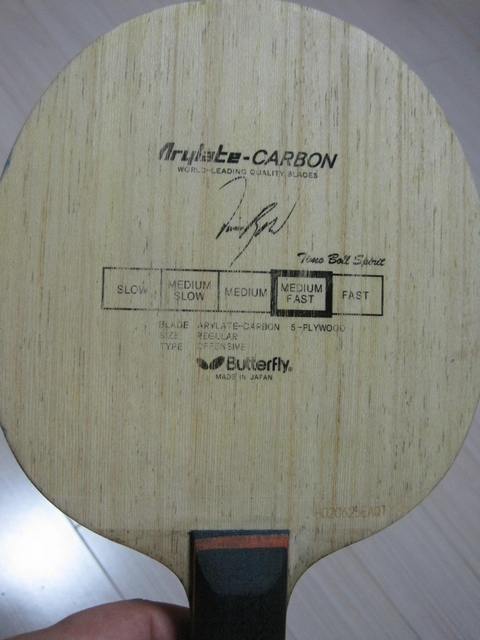 Arylate-CARBON
WORLD-LEADING QUALITY BLADES
Timo Boll Spirit
SLOW
MEDIUM SLOW
MEDIUM
MEDIUM FAST
FAST
BLADE ARYLATE-CARBON 5-PLYWOOD
SIZE REGULAR
TYPE OFFENSIVE
Butterfly®
MADE IN JAPAN